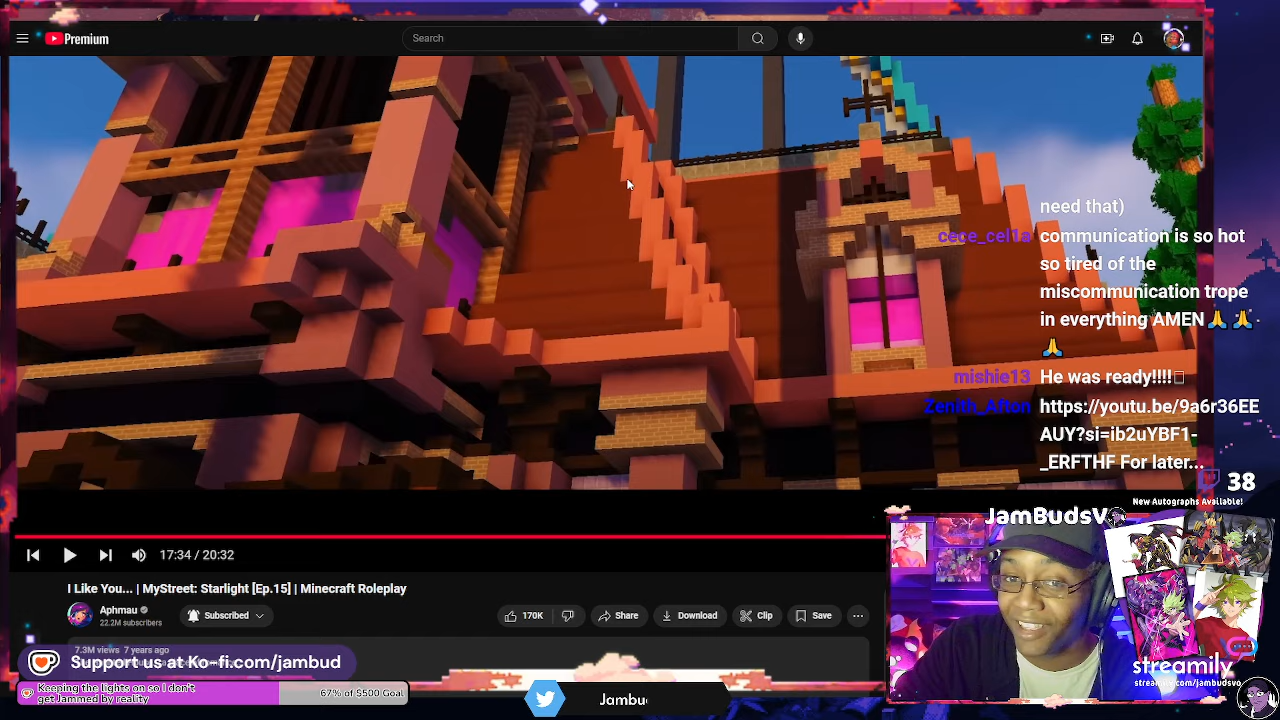 Premium
Search
need that)
cece_cel1a communication is so hot
so tired of the
miscommunication trope
in everything AMEN🙏🙏
🙏
mishie13 He was ready!!!!
Zenith_Afton https://youtu.be/9a6r36EE
AUY?si=ib2uYBF1-
_ERFTHF For later...
38
New Autographs Available!
JamBudsV
17:34 / 20:32
I Like You... | MyStreet: Starlight [Ep.15] | Minecraft Roleplay
Aphmau
22.2M subscribers
Subscribed
170K
Share
Download
Clip
Save
7.3M views 7 years ago
Support us at Ko-fi.com/jambud
Keeping the lights on so I don't
get Jammed by reality
67% of $500 Goal
Jambu
streamily
streamily.com/jambudsvo